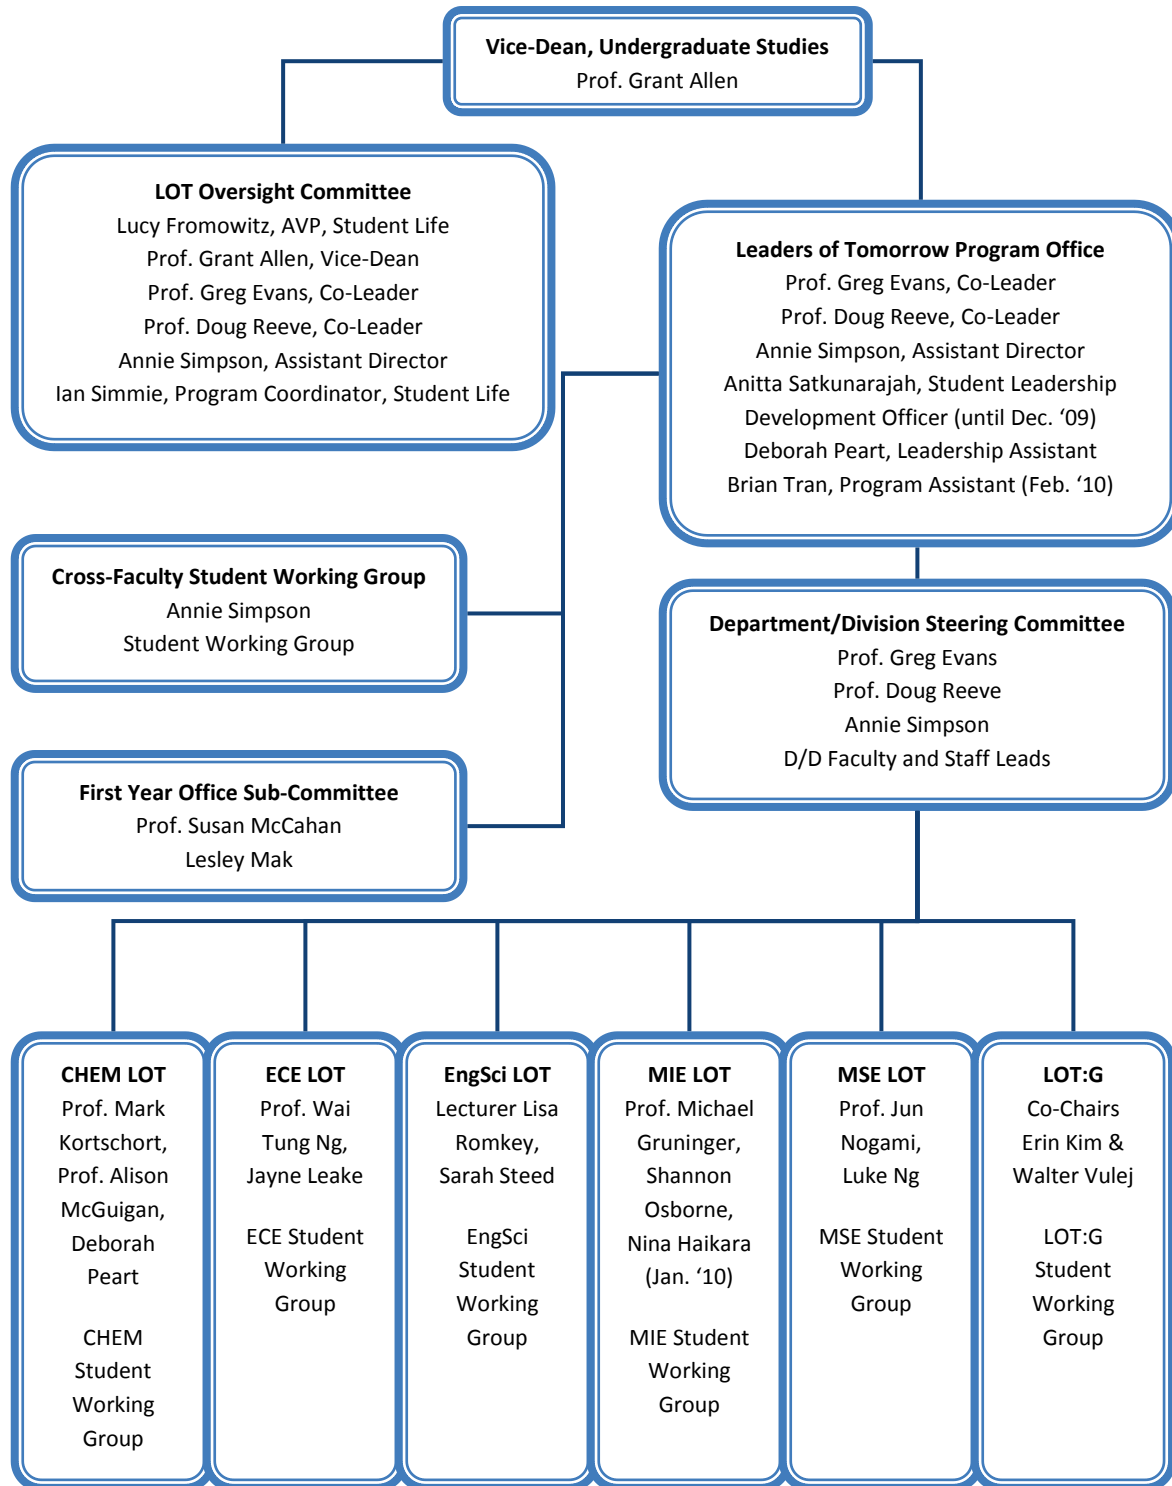 Vice-Dean, Undergraduate Studies
Prof. Grant Allen
LOT Oversight Committee
Lucy Fromowitz, AVP, Student Life
Prof. Grant Allen, Vice-Dean
Prof. Greg Evans, Co-Leader
Prof. Doug Reeve, Co-Leader
Annie Simpson, Assistant Director
Ian Simmie, Program Coordinator, Student Life
Leaders of Tomorrow Program Office
Prof. Greg Evans, Co-Leader
Prof. Doug Reeve, Co-Leader
Annie Simpson, Assistant Director
Anitta Satkunarajah, Student Leadership
Development Officer (until Dec. ‘09)
Deborah Peart, Leadership Assistant
Brian Tran, Program Assistant (Feb. ‘10)
Cross-Faculty Student Working Group
Annie Simpson
Student Working Group
Department/Division Steering Committee
Prof. Greg Evans
Prof. Doug Reeve
Annie Simpson
D/D Faculty and Staff Leads
First Year Office Sub-Committee
Prof. Susan McCahan
Lesley Mak
CHEM LOT
Prof. Mark
Kortschort,
Prof. Alison
McGuigan,
Deborah
Peart
CHEM
Student
Working
Group
ECE LOT
Prof. Wai
Tung Ng,
Jayne Leake
ECE Student
Working
Group
EngSci LOT
Lecturer Lisa
Romkey,
Sarah Steed
EngSci
Student
Working
Group
MIE LOT
Prof. Michael
Gruninger,
Shannon
Osborne,
Nina Haikara
(Jan. ‘10)
MIE Student
Working
Group
MSE LOT
Prof. Jun
Nogami,
Luke Ng
MSE Student
Working
Group
LOT:G
Co-Chairs
Erin Kim &
Walter Vulej
LOT:G
Student
Working
Group